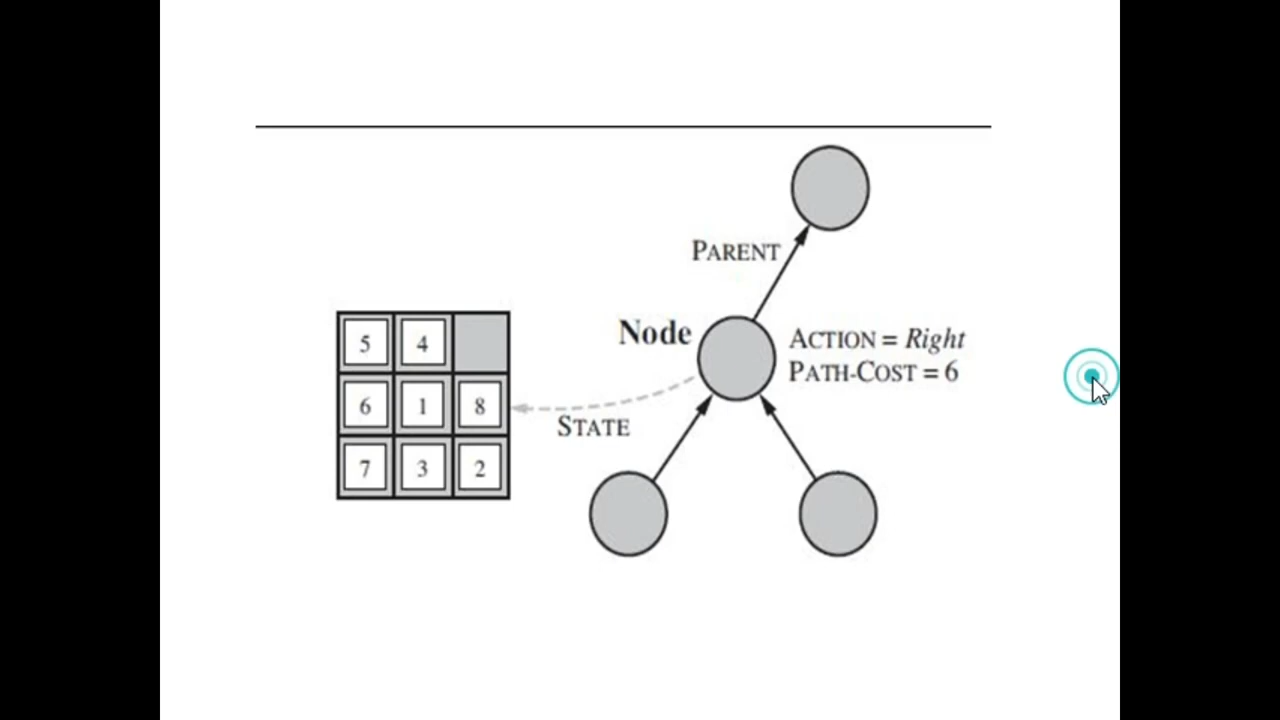 PARENT
Node
ACTION = Right
PATH-COST = 6
STATE
5 4
6 1 8
7 3 2